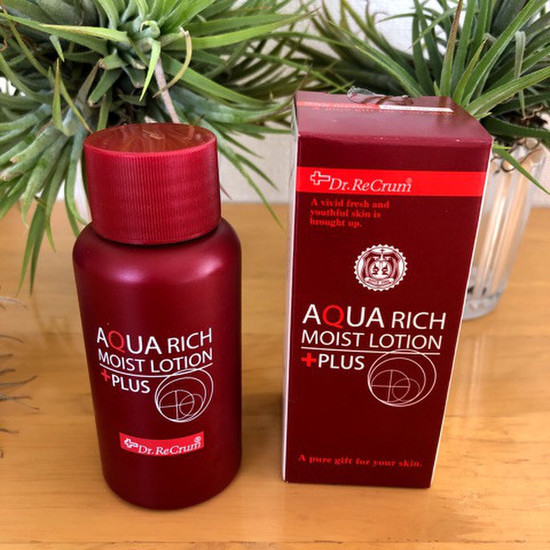 AQUA RICH
MOIST LOTION
+PLUS
Dr.ReCrum®
Dr.ReCrum®
A vivid fresh and
youthful skin is
brought up.
AQUA RICH
MOIST LOTION
+PLUS
A pure gift for your skin.